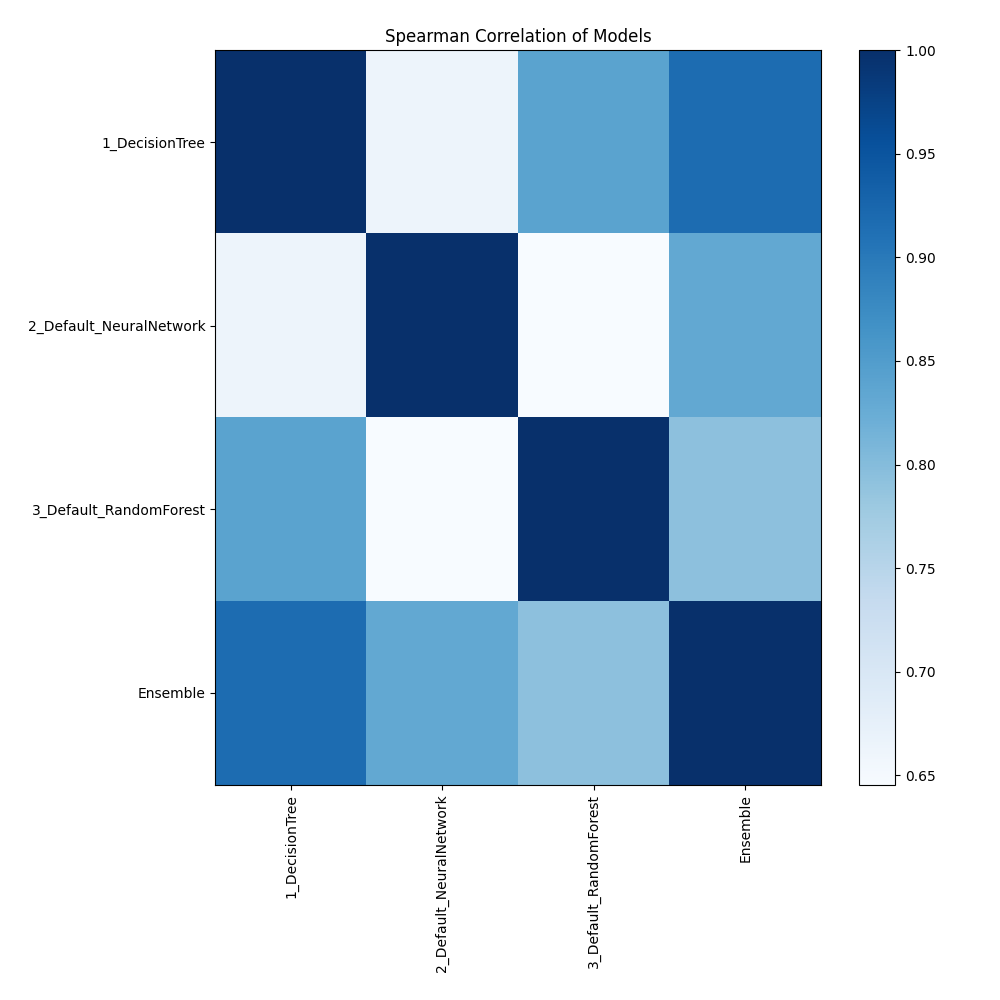 Spearman Correlation of Models
1_DecisionTree
2_Default_NeuralNetwork
3_Default_RandomForest
Ensemble
1_DecisionTree
2_Default_NeuralNetwork
3_Default_RandomForest
Ensemble
1.00
0.95
0.90
0.85
0.80
0.75
0.70
0.65